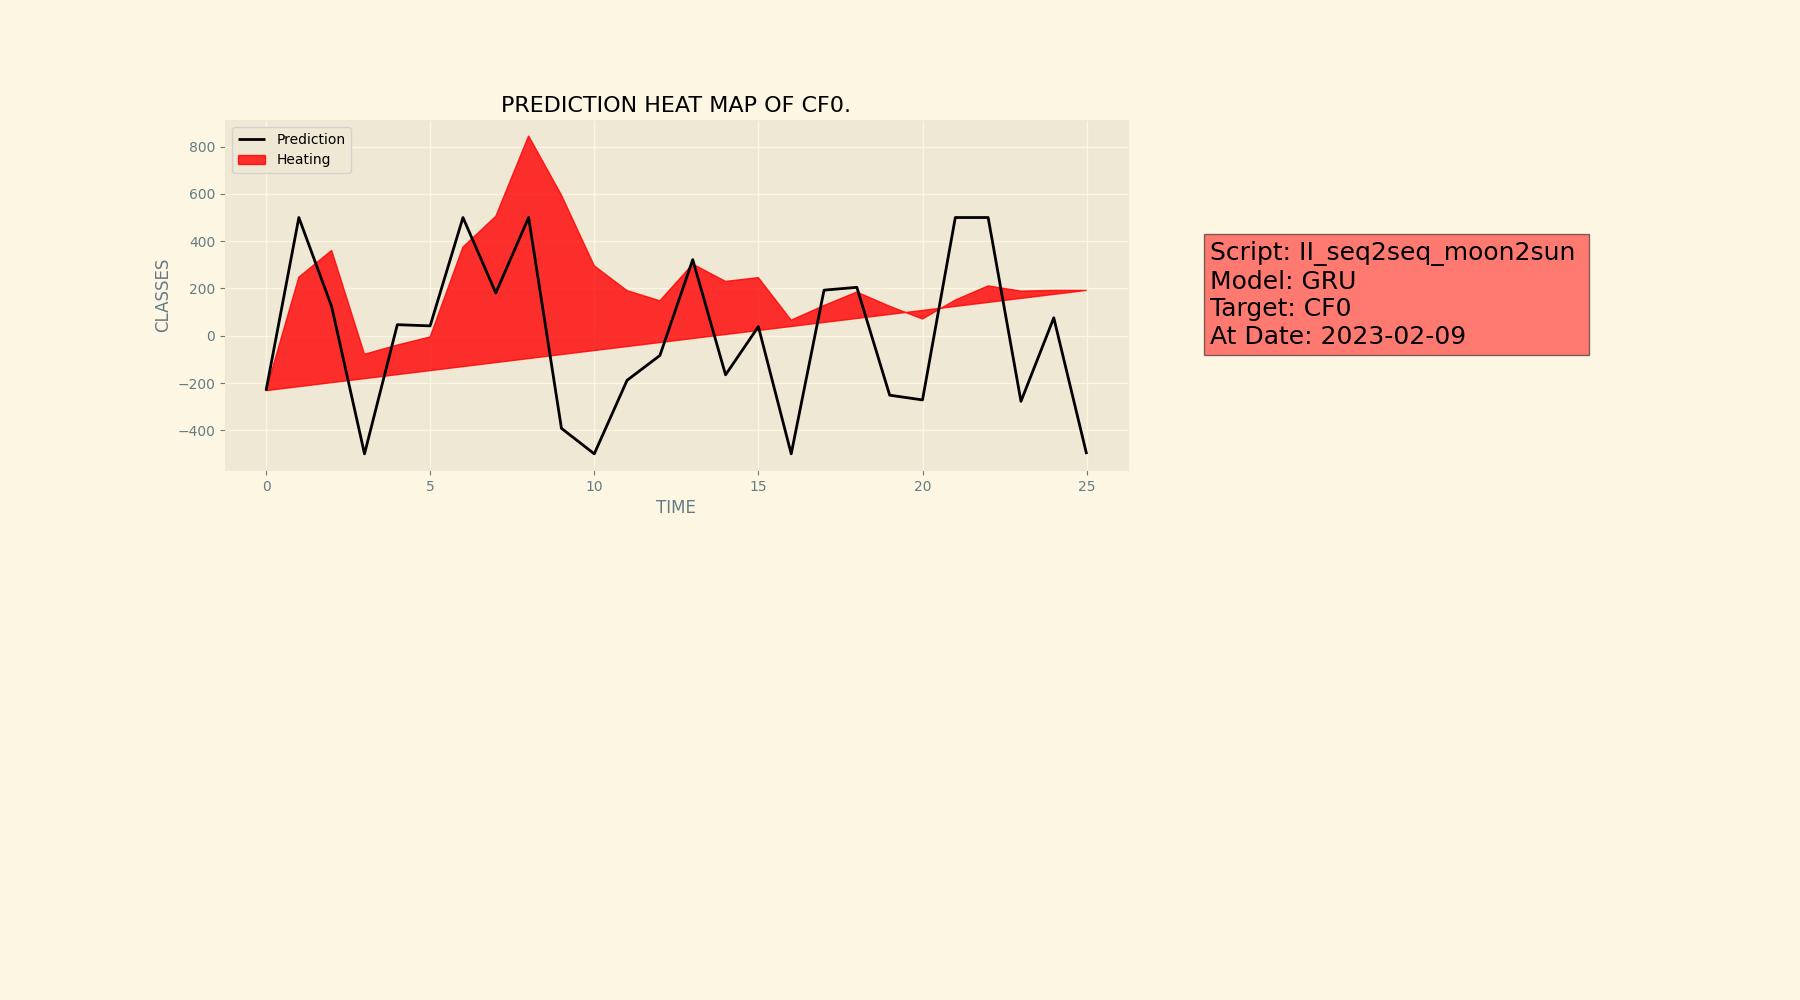 PREDICTION HEAT MAP OF CF0.
Prediction
Heating
800
600
400
200
0
−200
−400
CLASSES
0 5 10 15 20 25
TIME
Script: II_seq2seq_moon2sun
Model: GRU
Target: CF0
At Date: 2023-02-09